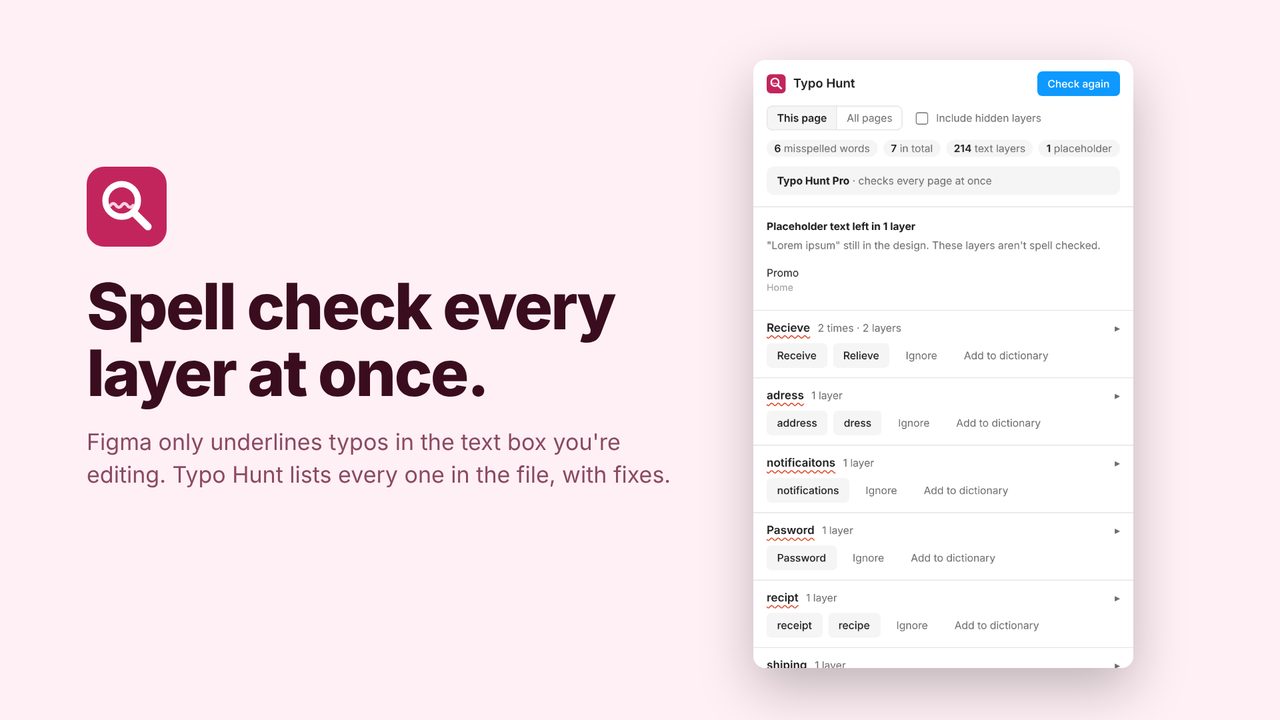 Spell check every
layer at once.
Figma only underlines typos in the text box you're
editing. Typo Hunt lists every one in the file, with fixes.
Typo Hunt
Check again
This page
All pages
Include hidden layers
6 misspelled words
7 in total
214 text layers
1 placeholder
Typo Hunt Pro · checks every page at once
Placeholder text left in 1 layer
"Lorem ipsum" still in the design. These layers aren't spell checked.
Promo
Home
Recieve 2 times · 2 layers
Receive Relieve Ignore Add to dictionary
adress 1 layer
address dress Ignore Add to dictionary
notificaitons 1 layer
notifications Ignore Add to dictionary
Pasword 1 layer
Password Ignore Add to dictionary
recipt 1 layer
receipt recipe Ignore Add to dictionary
shiping 1 layer